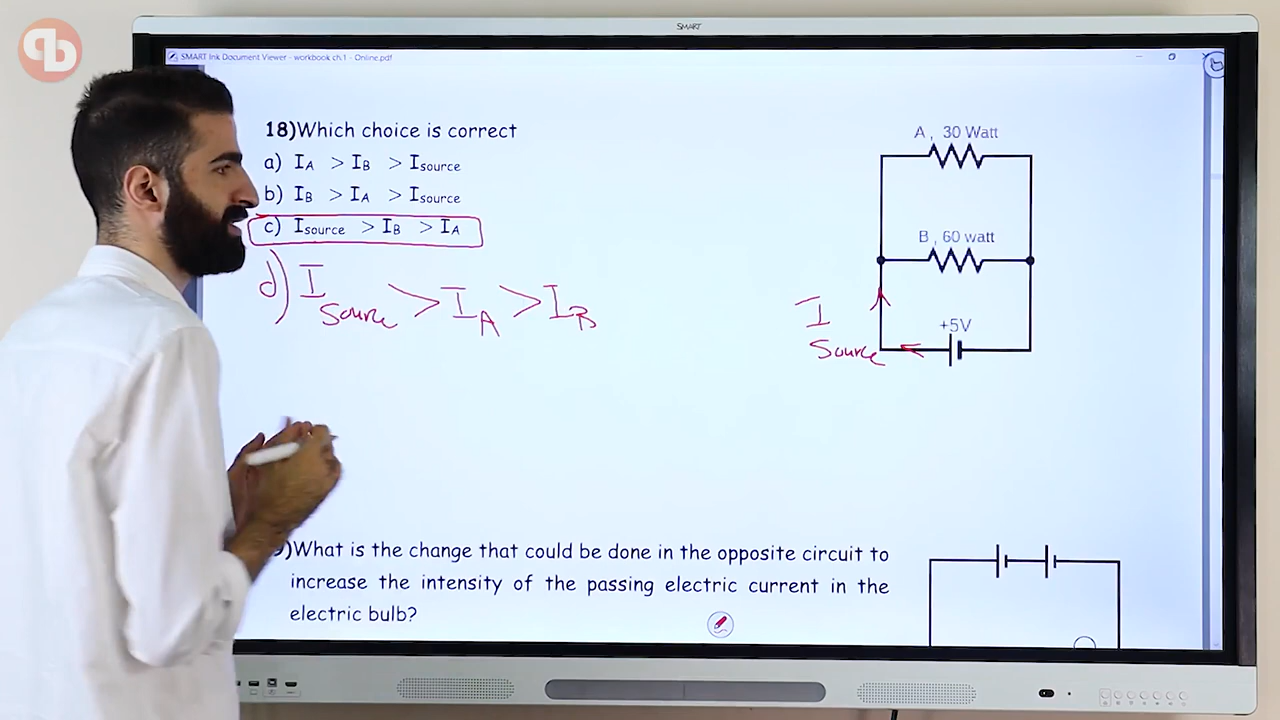 pb
SMART
SMART Ink Document Viewer - workbook ch.1 - Online.pdf
18)Which choice is correct
a) IA > IB > Isource
b) IB > IA > Isource
c) Isource > IB > IA
d) I source > IA > IB
A , 30 Watt
B , 60 watt
+5V
I
Source
)What is the change that could be done in the opposite circuit to
increase the intensity of the passing electric current in the
electric bulb?